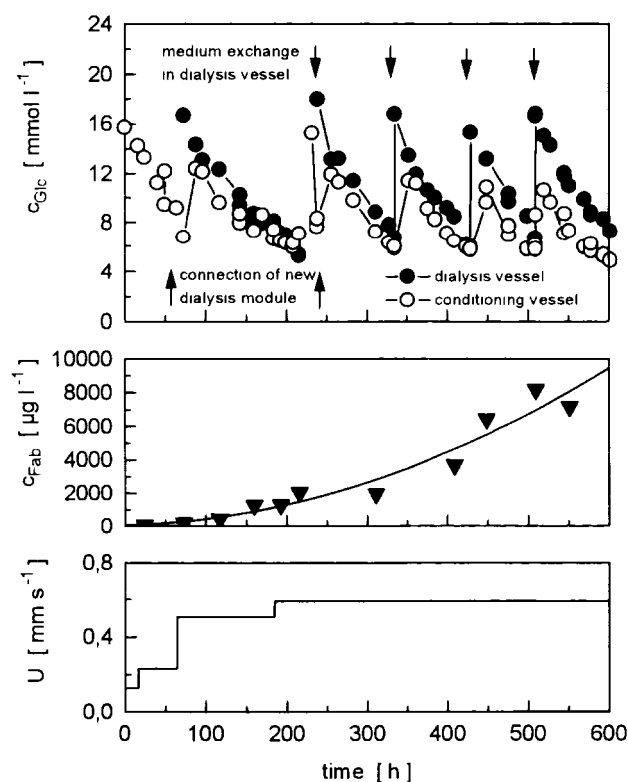 24
20
16
12
8
4
0
c_Glc [ mmol l⁻¹ ]
medium exchange
in dialysis vessel
connection of new
dialysis module
dialysis vessel
conditioning vessel
10000
8000
6000
4000
2000
0
c_Fab [ µg l⁻¹ ]
0,8
0,4
0,0
U [ mm s⁻¹ ]
0 100 200 300 400 500 600
time [ h ]